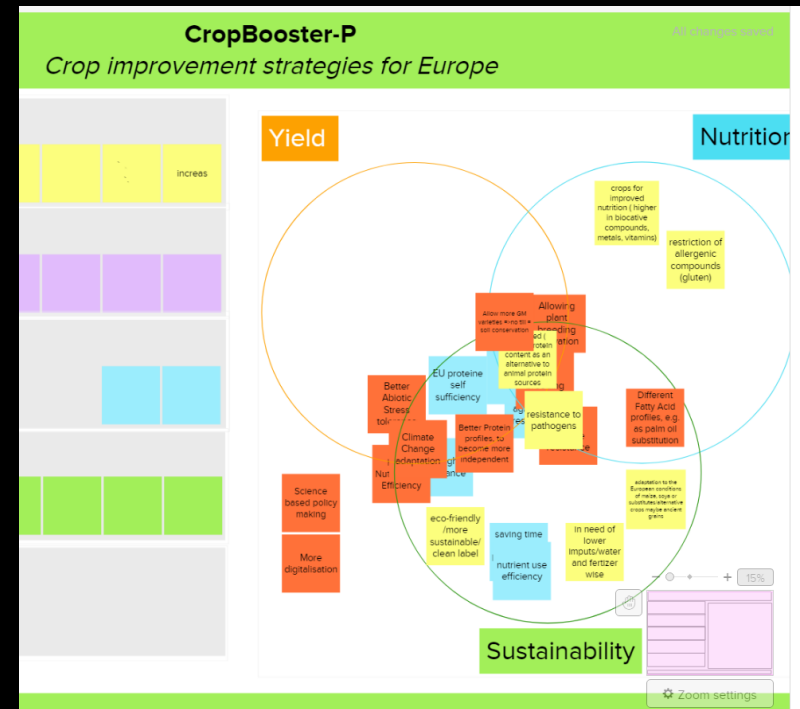 CropBooster-P
All changes saved
Crop improvement strategies for Europe
Yield
Nutrition
increas
crops for
improved
nutrition ( higher
in biocative
compounds,
metals, vitamins)
restriction of
allergenic
compounds
(gluten)
Allow more GM
varieties
soil conservation
Allowing
plant
breeding
content as an
alternative to
animal protein
sources
EU proteine
self
sufficiency
Better
Abiotic
Stress
resistance to
pathogens
Different
Fatty Acid
profiles, e.g.
as palm oil
substitution
Climate
Change
adaptation
Better Protein
profiles, to
become more
independent
Efficiency
Science
based policy
making
More
digitalisation
adaptation to the
European conditions
of maize, soya or
substitutes/alternative
crops maybe ancient
grains
eco-friendly
/more
sustainable/
clean label
saving time
nutrient use
efficiency
in need of
lower
imputs/water
and fertizer
wise
Sustainability
15%
Zoom settings